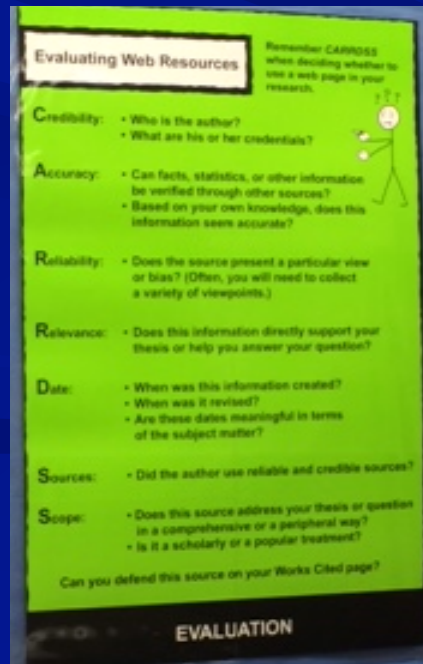 Evaluating Web Resources
Remember CARRDSS
when deciding whether to
use a web page in your
research.
???
Credibility: • Who is the author?
• What are his or her credentials?
Accuracy: • Can facts, statistics, or other information
be verified through other sources?
• Based on your own knowledge, does this
information seem accurate?
Reliability: • Does the source present a particular view
or bias? (Often, you will need to collect
a variety of viewpoints.)
Relevance: • Does this information directly support your
thesis or help you answer your question?
Date: • When was this information created?
• When was it revised?
• Are these dates meaningful in terms
of the subject matter?
Sources: • Did the author use reliable and credible sources?
Scope: • Does this source address your thesis or question
in a comprehensive or a peripheral way?
• Is it a scholarly or a popular treatment?
Can you defend this source on your Works Cited page?
EVALUATION